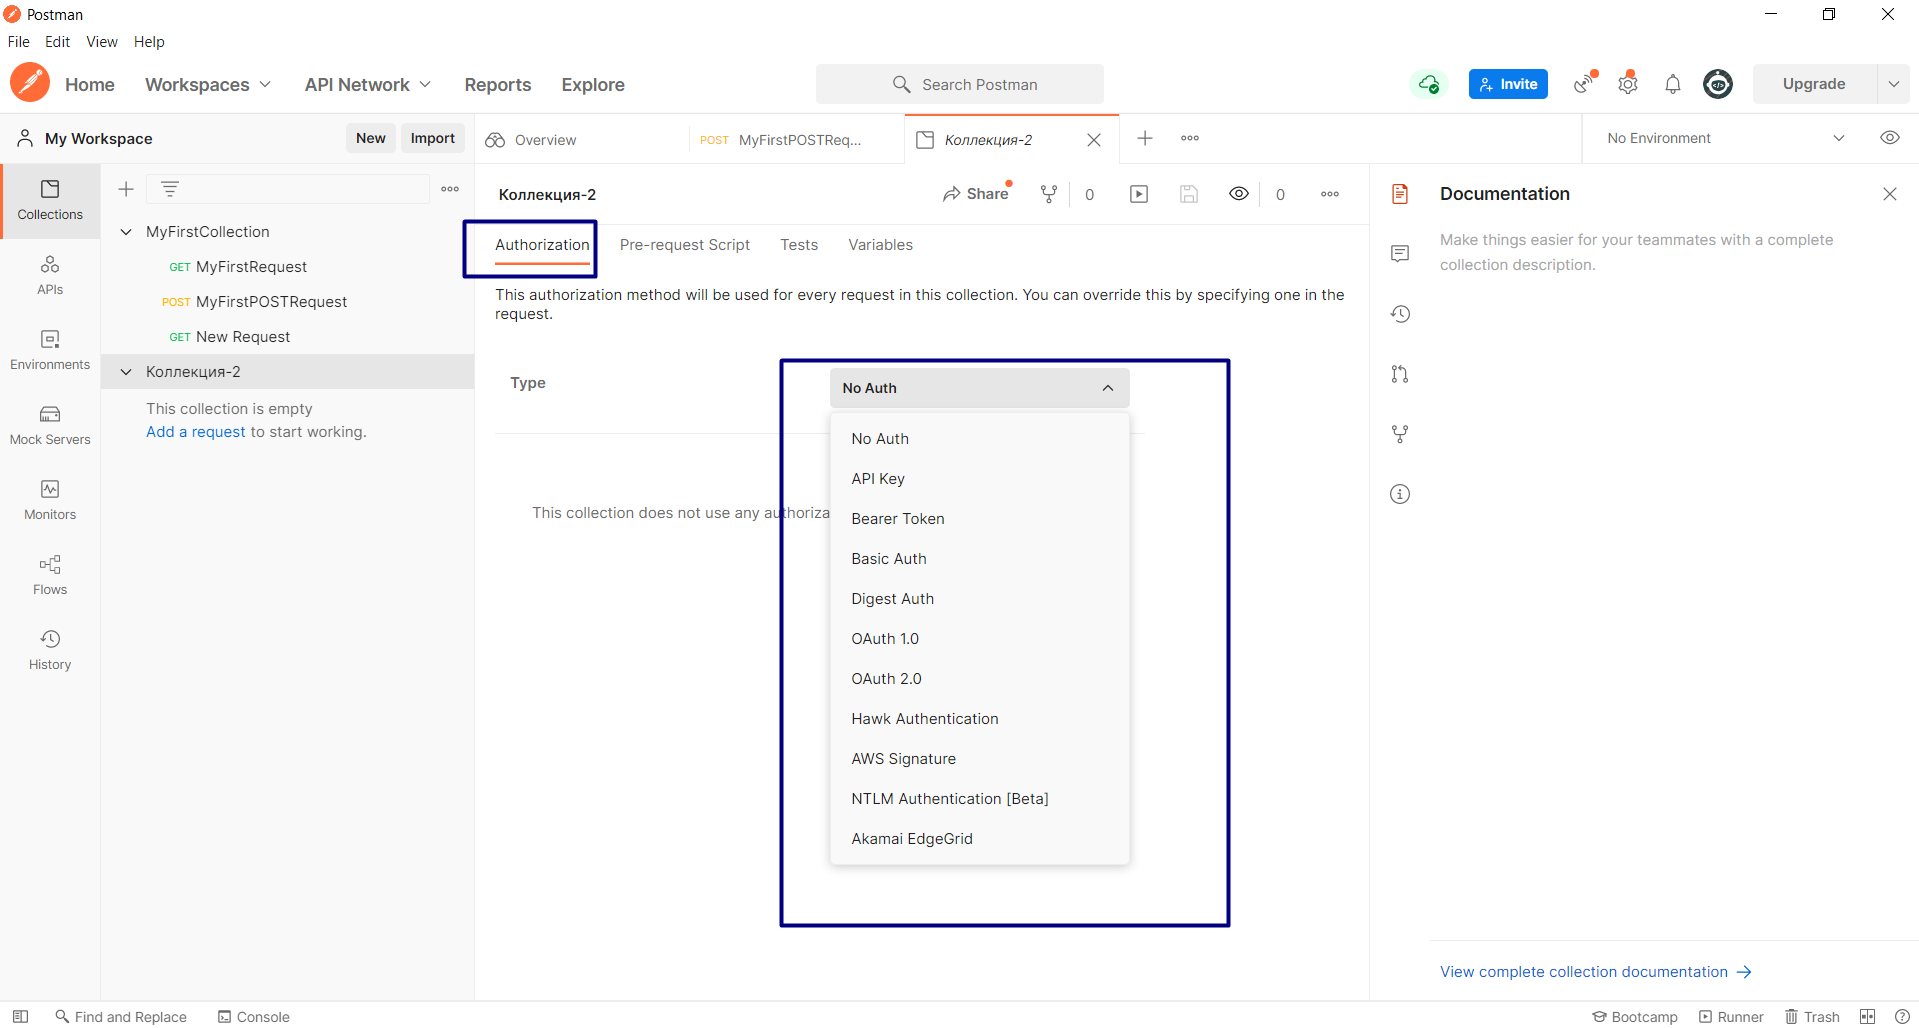 Postman
File Edit View Help
Home Workspaces API Network Reports Explore Search Postman Invite Upgrade
My Workspace New Import Overview POST MyFirstPOSTReq... Коллекция-2 No Environment
Collections
APIs
Environments
Mock Servers
Monitors
Flows
History
MyFirstCollection
GET MyFirstRequest
POST MyFirstPOSTRequest
GET New Request
Коллекция-2
This collection is empty
Add a request to start working.
Коллекция-2 Share 0 0
Authorization Pre-request Script Tests Variables
This authorization method will be used for every request in this collection. You can override this by specifying one in the
request.
Type No Auth
No Auth
API Key
This collection does not use any authoriza
Bearer Token
Basic Auth
Digest Auth
OAuth 1.0
OAuth 2.0
Hawk Authentication
AWS Signature
NTLM Authentication [Beta]
Akamai EdgeGrid
Documentation
Make things easier for your teammates with a complete
collection description.
View complete collection documentation →
Find and Replace Console Bootcamp Runner Trash